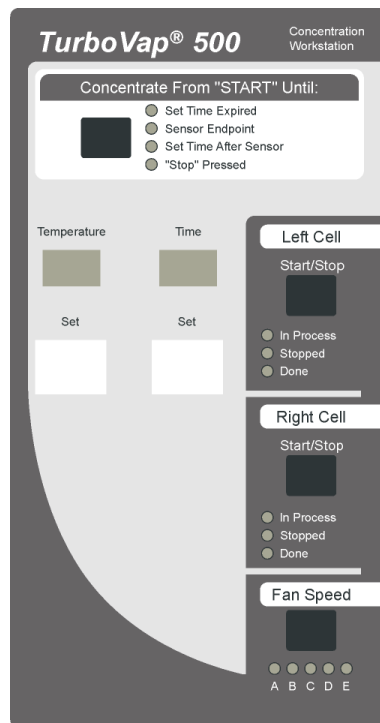 TurboVap® 500
Concentration
Workstation
Concentrate From "START" Until:
Set Time Expired
Sensor Endpoint
Set Time After Sensor
"Stop" Pressed
Temperature
Time
Set
Set
Left Cell
Start/Stop
In Process
Stopped
Done
Right Cell
Start/Stop
In Process
Stopped
Done
Fan Speed
A B C D E